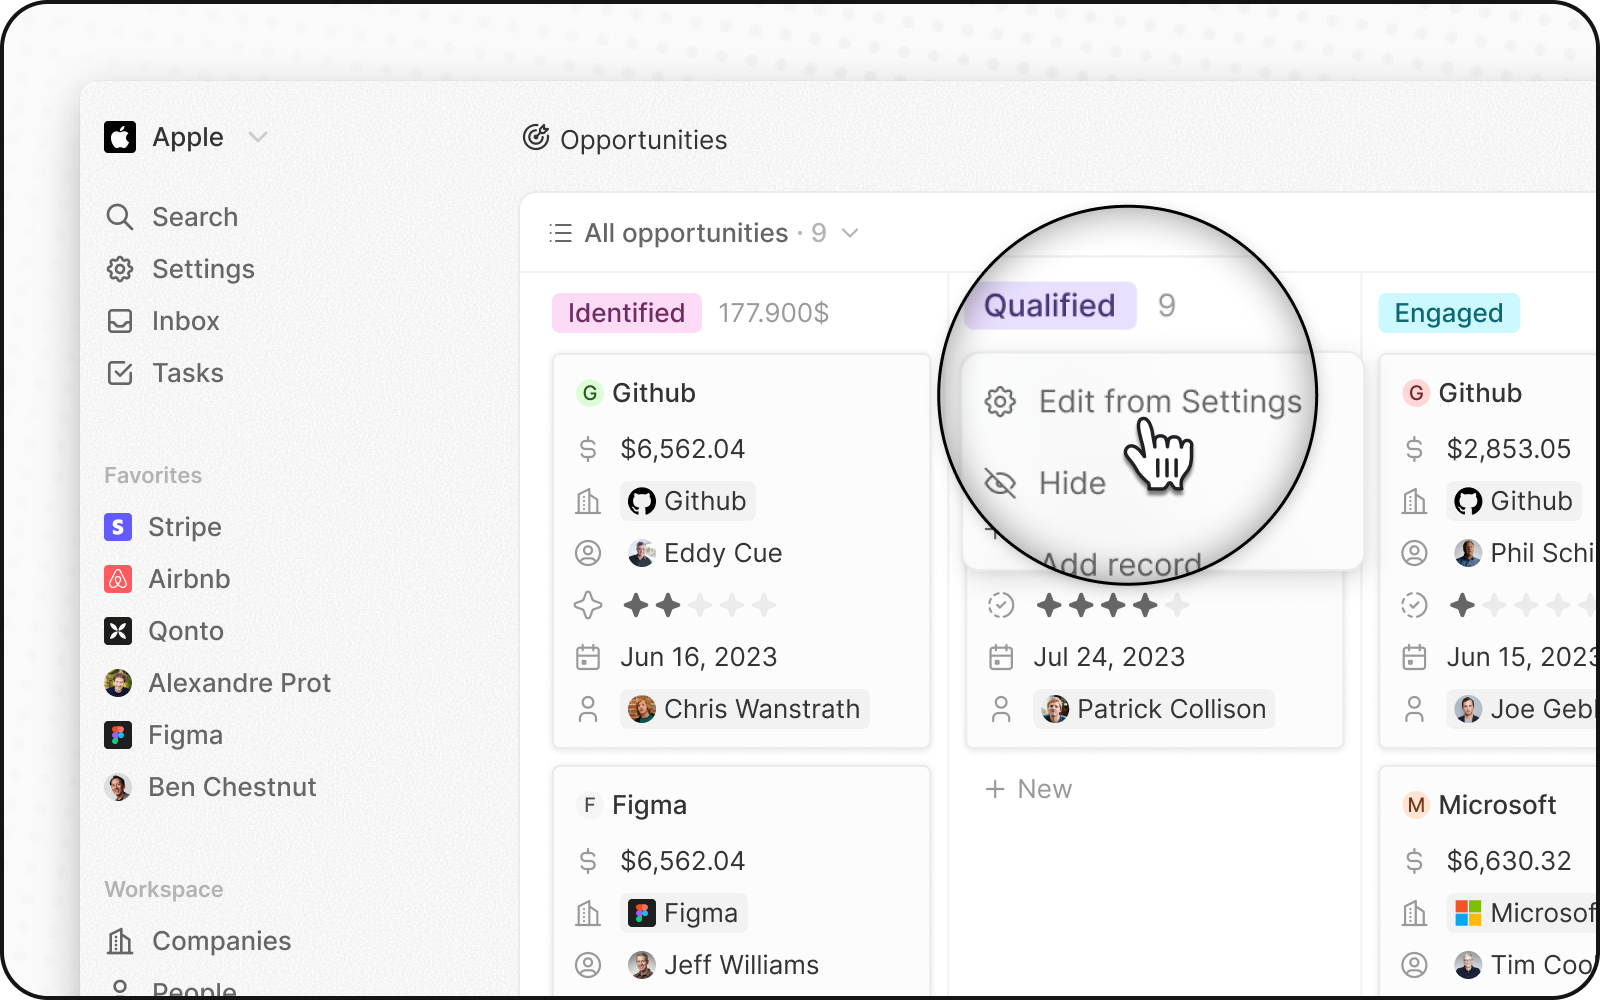 Apple
Search
Settings
Inbox
Tasks
Favorites
Stripe
Airbnb
Qonto
Alexandre Prot
Figma
Ben Chestnut
Workspace
Companies
People
Opportunities
All opportunities · 9
Identified 177.900$
G Github
$6,562.04
Github
Eddy Cue
Jun 16, 2023
Chris Wanstrath
F Figma
$6,562.04
Figma
Jeff Williams
Qualified 9
Edit from Settings
Hide
Add record
Jul 24, 2023
Patrick Collison
+ New
Engaged
G Github
$2,853.05
Github
Phil Schi
Jun 15, 2023
Joe Geb
M Microsoft
$6,630.32
Microsof
Tim Coo